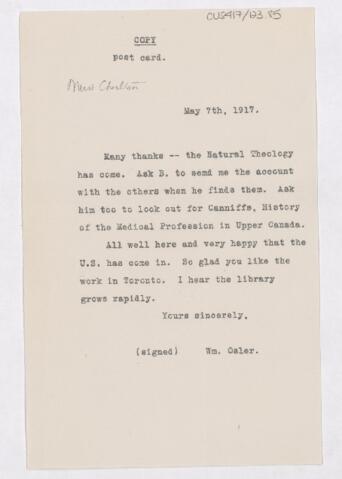 CUS417/123.85
COPY
post card.
Miss Charlton
May 7th, 1917.
Many thanks -- the Natural Theology
has come. Ask B. to send me the account
with the others when he finds them. Ask
him too to look out for Canniffs, History
of the Medical Profession in Upper Canada.
All well here and very happy that the
U.S. has come in. So glad you like the
work in Toronto. I hear the library
grows rapidly.
Yours sincerely,
(signed) Wm. Osler.